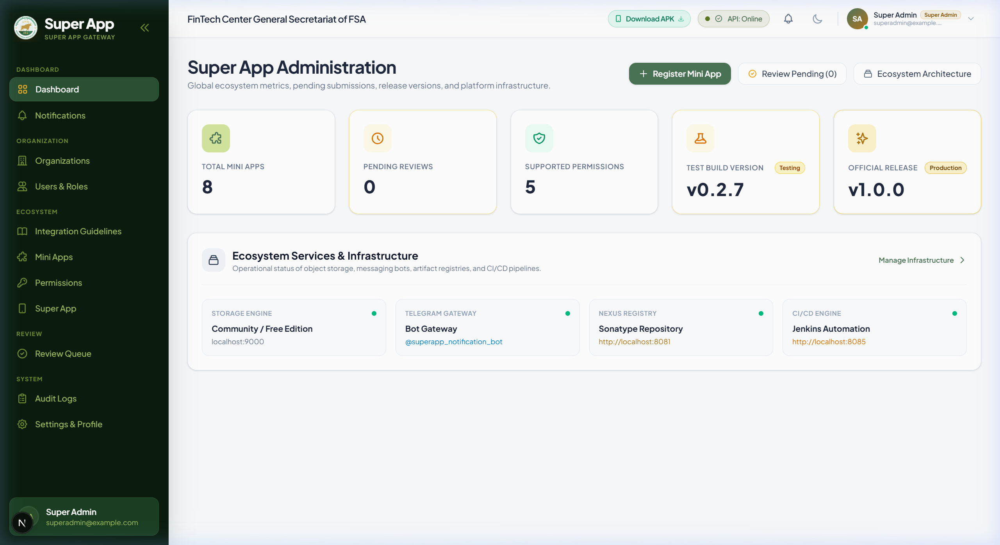 Super App
SUPER APP GATEWAY
DASHBOARD
Dashboard
Notifications
ORGANIZATION
Organizations
Users & Roles
ECOSYSTEM
Integration Guidelines
Mini Apps
Permissions
Super App
REVIEW
Review Queue
SYSTEM
Audit Logs
Settings & Profile
N
Super Admin
superadmin@example.com
FinTech Center General Secretariat of FSA
Download APK
API: Online
SA
Super Admin
Super Admin
superadmin@example....
Super App Administration
Global ecosystem metrics, pending submissions, release versions, and platform infrastructure.
Register Mini App
Review Pending (0)
Ecosystem Architecture
TOTAL MINI APPS
8
PENDING REVIEWS
0
SUPPORTED PERMISSIONS
5
TEST BUILD VERSION
Testing
v0.2.7
OFFICIAL RELEASE
Production
v1.0.0
Ecosystem Services & Infrastructure
Operational status of object storage, messaging bots, artifact registries, and CI/CD pipelines.
Manage Infrastructure
STORAGE ENGINE
Community / Free Edition
localhost:9000
TELEGRAM GATEWAY
Bot Gateway
@superapp_notification_bot
NEXUS REGISTRY
Sonatype Repository
http://localhost:8081
CI/CD ENGINE
Jenkins Automation
http://localhost:8085